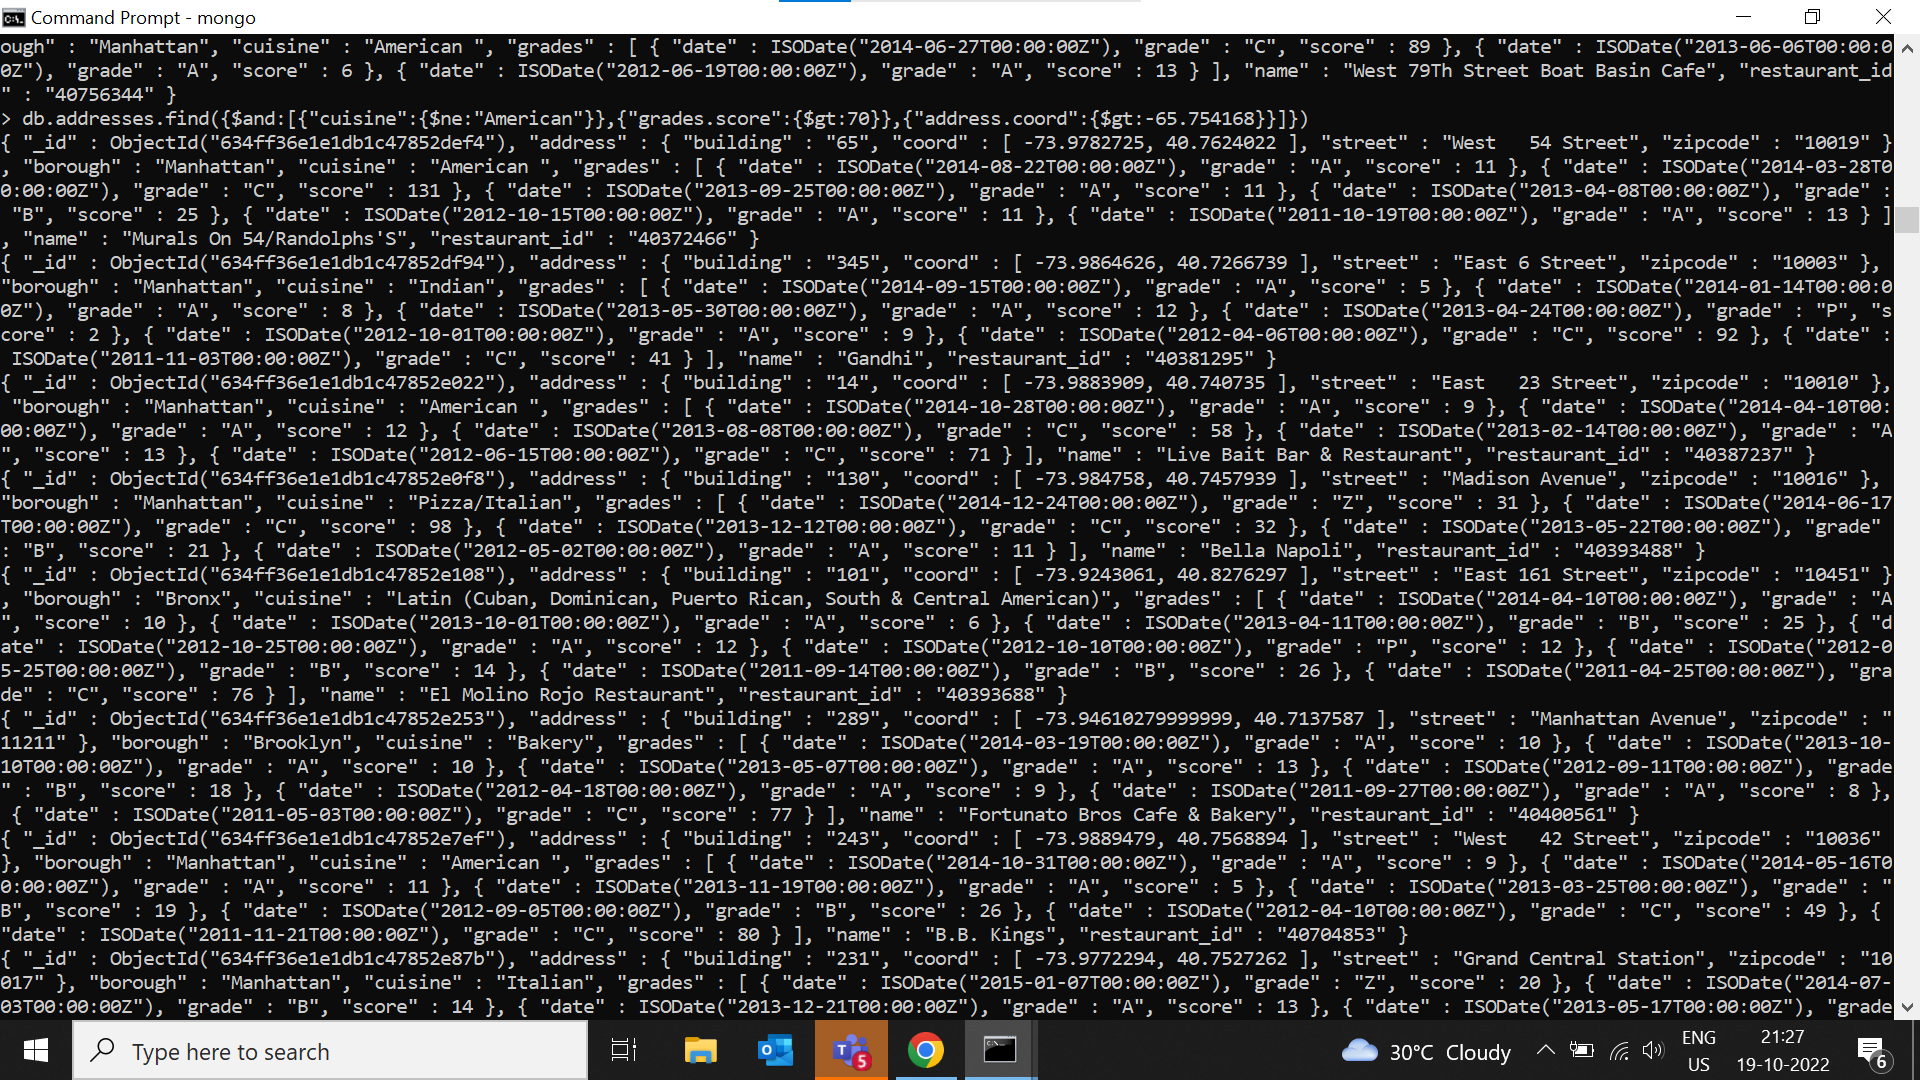 Command Prompt - mongo
ough" : "Manhattan", "cuisine" : "American ", "grades" : [ { "date" : ISODate("2014-06-27T00:00:00Z"), "grade" : "C", "score" : 89 }, { "date" : ISODate("2013-06-06T00:00:0
0Z"), "grade" : "A", "score" : 6 }, { "date" : ISODate("2012-06-19T00:00:00Z"), "grade" : "A", "score" : 13 } ], "name" : "West 79Th Street Boat Basin Cafe", "restaurant_id
" : "40756344" }
> db.addresses.find({$and:[{"cuisine":{$ne:"American"}},{"grades.score":{$gt:70}},{"address.coord":{$gt:-65.754168}}]})
{ "_id" : ObjectId("634ff36e1e1db1c47852def4"), "address" : { "building" : "65", "coord" : [ -73.9782725, 40.7624022 ], "street" : "West   54 Street", "zipcode" : "10019" }
, "borough" : "Manhattan", "cuisine" : "American ", "grades" : [ { "date" : ISODate("2014-08-22T00:00:00Z"), "grade" : "A", "score" : 11 }, { "date" : ISODate("2014-03-28T0
0:00:00Z"), "grade" : "C", "score" : 131 }, { "date" : ISODate("2013-09-25T00:00:00Z"), "grade" : "A", "score" : 11 }, { "date" : ISODate("2013-04-08T00:00:00Z"), "grade" :
 "B", "score" : 25 }, { "date" : ISODate("2012-10-15T00:00:00Z"), "grade" : "A", "score" : 11 }, { "date" : ISODate("2011-10-19T00:00:00Z"), "grade" : "A", "score" : 13 } ]
, "name" : "Murals On 54/Randolphs'S", "restaurant_id" : "40372466" }
{ "_id" : ObjectId("634ff36e1e1db1c47852df94"), "address" : { "building" : "345", "coord" : [ -73.9864626, 40.7266739 ], "street" : "East 6 Street", "zipcode" : "10003" },
"borough" : "Manhattan", "cuisine" : "Indian", "grades" : [ { "date" : ISODate("2014-09-15T00:00:00Z"), "grade" : "A", "score" : 5 }, { "date" : ISODate("2014-01-14T00:00:0
0Z"), "grade" : "A", "score" : 8 }, { "date" : ISODate("2013-05-30T00:00:00Z"), "grade" : "A", "score" : 12 }, { "date" : ISODate("2013-04-24T00:00:00Z"), "grade" : "P", "s
core" : 2 }, { "date" : ISODate("2012-10-01T00:00:00Z"), "grade" : "A", "score" : 9 }, { "date" : ISODate("2012-04-06T00:00:00Z"), "grade" : "C", "score" : 92 }, { "date" :
 ISODate("2011-11-03T00:00:00Z"), "grade" : "C", "score" : 41 } ], "name" : "Gandhi", "restaurant_id" : "40381295" }
{ "_id" : ObjectId("634ff36e1e1db1c47852e022"), "address" : { "building" : "14", "coord" : [ -73.9883909, 40.740735 ], "street" : "East   23 Street", "zipcode" : "10010" },
 "borough" : "Manhattan", "cuisine" : "American ", "grades" : [ { "date" : ISODate("2014-10-28T00:00:00Z"), "grade" : "A", "score" : 9 }, { "date" : ISODate("2014-04-10T00:
00:00Z"), "grade" : "A", "score" : 12 }, { "date" : ISODate("2013-08-08T00:00:00Z"), "grade" : "C", "score" : 58 }, { "date" : ISODate("2013-02-14T00:00:00Z"), "grade" : "A
", "score" : 13 }, { "date" : ISODate("2012-06-15T00:00:00Z"), "grade" : "C", "score" : 71 } ], "name" : "Live Bait Bar & Restaurant", "restaurant_id" : "40387237" }
{ "_id" : ObjectId("634ff36e1e1db1c47852e0f8"), "address" : { "building" : "130", "coord" : [ -73.984758, 40.7457939 ], "street" : "Madison Avenue", "zipcode" : "10016" },
"borough" : "Manhattan", "cuisine" : "Pizza/Italian", "grades" : [ { "date" : ISODate("2014-12-24T00:00:00Z"), "grade" : "Z", "score" : 31 }, { "date" : ISODate("2014-06-17
T00:00:00Z"), "grade" : "C", "score" : 98 }, { "date" : ISODate("2013-12-12T00:00:00Z"), "grade" : "C", "score" : 32 }, { "date" : ISODate("2013-05-22T00:00:00Z"), "grade"
: "B", "score" : 21 }, { "date" : ISODate("2012-05-02T00:00:00Z"), "grade" : "A", "score" : 11 } ], "name" : "Bella Napoli", "restaurant_id" : "40393488" }
{ "_id" : ObjectId("634ff36e1e1db1c47852e108"), "address" : { "building" : "101", "coord" : [ -73.9243061, 40.8276297 ], "street" : "East 161 Street", "zipcode" : "10451" }
, "borough" : "Bronx", "cuisine" : "Latin (Cuban, Dominican, Puerto Rican, South & Central American)", "grades" : [ { "date" : ISODate("2014-04-10T00:00:00Z"), "grade" : "A
", "score" : 10 }, { "date" : ISODate("2013-10-01T00:00:00Z"), "grade" : "A", "score" : 6 }, { "date" : ISODate("2013-04-11T00:00:00Z"), "grade" : "B", "score" : 25 }, { "d
ate" : ISODate("2012-10-25T00:00:00Z"), "grade" : "A", "score" : 12 }, { "date" : ISODate("2012-10-10T00:00:00Z"), "grade" : "P", "score" : 12 }, { "date" : ISODate("2012-0
5-25T00:00:00Z"), "grade" : "B", "score" : 14 }, { "date" : ISODate("2011-09-14T00:00:00Z"), "grade" : "B", "score" : 26 }, { "date" : ISODate("2011-04-25T00:00:00Z"), "gra
de" : "C", "score" : 76 } ], "name" : "El Molino Rojo Restaurant", "restaurant_id" : "40393688" }
{ "_id" : ObjectId("634ff36e1e1db1c47852e253"), "address" : { "building" : "289", "coord" : [ -73.94610279999999, 40.7137587 ], "street" : "Manhattan Avenue", "zipcode" : "
11211" }, "borough" : "Brooklyn", "cuisine" : "Bakery", "grades" : [ { "date" : ISODate("2014-03-19T00:00:00Z"), "grade" : "A", "score" : 10 }, { "date" : ISODate("2013-10-
10T00:00:00Z"), "grade" : "A", "score" : 10 }, { "date" : ISODate("2013-05-07T00:00:00Z"), "grade" : "A", "score" : 13 }, { "date" : ISODate("2012-09-11T00:00:00Z"), "grade
" : "B", "score" : 18 }, { "date" : ISODate("2012-04-18T00:00:00Z"), "grade" : "A", "score" : 9 }, { "date" : ISODate("2011-09-27T00:00:00Z"), "grade" : "A", "score" : 8 },
 { "date" : ISODate("2011-05-03T00:00:00Z"), "grade" : "C", "score" : 77 } ], "name" : "Fortunato Bros Cafe & Bakery", "restaurant_id" : "40400561" }
{ "_id" : ObjectId("634ff36e1e1db1c47852e7ef"), "address" : { "building" : "243", "coord" : [ -73.9889479, 40.7568894 ], "street" : "West   42 Street", "zipcode" : "10036"
}, "borough" : "Manhattan", "cuisine" : "American ", "grades" : [ { "date" : ISODate("2014-10-31T00:00:00Z"), "grade" : "A", "score" : 9 }, { "date" : ISODate("2014-05-16T0
0:00:00Z"), "grade" : "A", "score" : 11 }, { "date" : ISODate("2013-11-19T00:00:00Z"), "grade" : "A", "score" : 5 }, { "date" : ISODate("2013-03-25T00:00:00Z"), "grade" : "
B", "score" : 19 }, { "date" : ISODate("2012-09-05T00:00:00Z"), "grade" : "B", "score" : 26 }, { "date" : ISODate("2012-04-10T00:00:00Z"), "grade" : "C", "score" : 49 }, {
"date" : ISODate("2011-11-21T00:00:00Z"), "grade" : "C", "score" : 80 } ], "name" : "B.B. Kings", "restaurant_id" : "40704853" }
{ "_id" : ObjectId("634ff36e1e1db1c47852e87b"), "address" : { "building" : "231", "coord" : [ -73.9772294, 40.7527262 ], "street" : "Grand Central Station", "zipcode" : "10
017" }, "borough" : "Manhattan", "cuisine" : "Italian", "grades" : [ { "date" : ISODate("2015-01-07T00:00:00Z"), "grade" : "Z", "score" : 20 }, { "date" : ISODate("2014-07-
03T00:00:00Z"), "grade" : "B", "score" : 14 }, { "date" : ISODate("2013-12-21T00:00:00Z"), "grade" : "A", "score" : 13 }, { "date" : ISODate("2013-05-17T00:00:00Z"), "grade
Type here to search
5
30°C Cloudy
ENG
US
21:27
19-10-2022
6